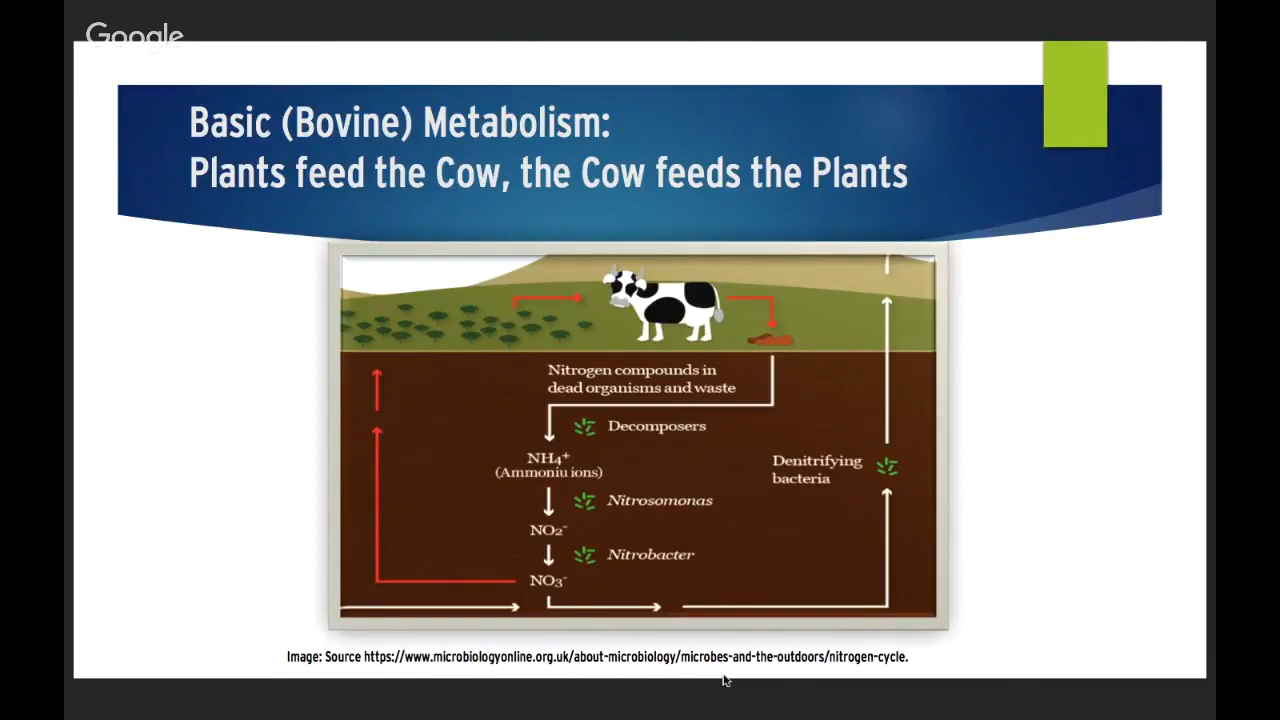 Google
Basic (Bovine) Metabolism:
Plants feed the Cow, the Cow feeds the Plants
Nitrogen compounds in
dead organisms and waste
Decomposers
NH4+
(Ammoniu ions)
Nitrosomonas
NO2-
Nitrobacter
NO3-
Denitrifying
bacteria
Image: Source https://www.microbiologyonline.org.uk/about-microbiology/microbes-and-the-outdoors/nitrogen-cycle.